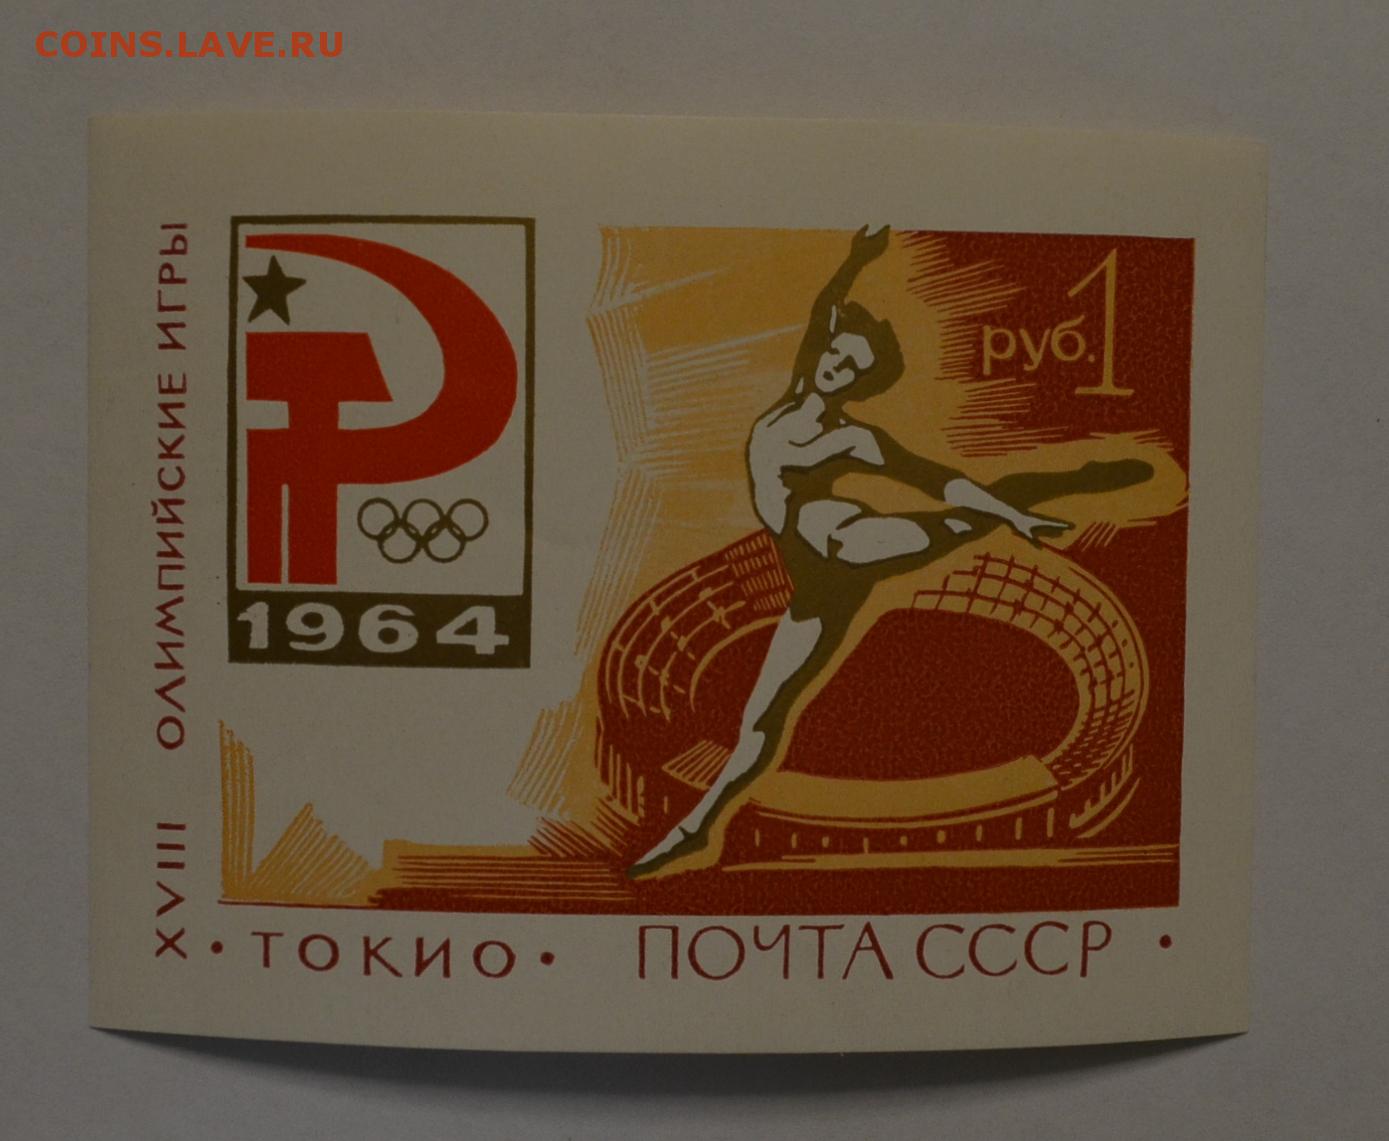 COINS.LAVE.RU
XVIII ОЛИМПИЙСКИЕ ИГРЫ
1964
руб. 1
• ТОКИО • ПОЧТА СССР •